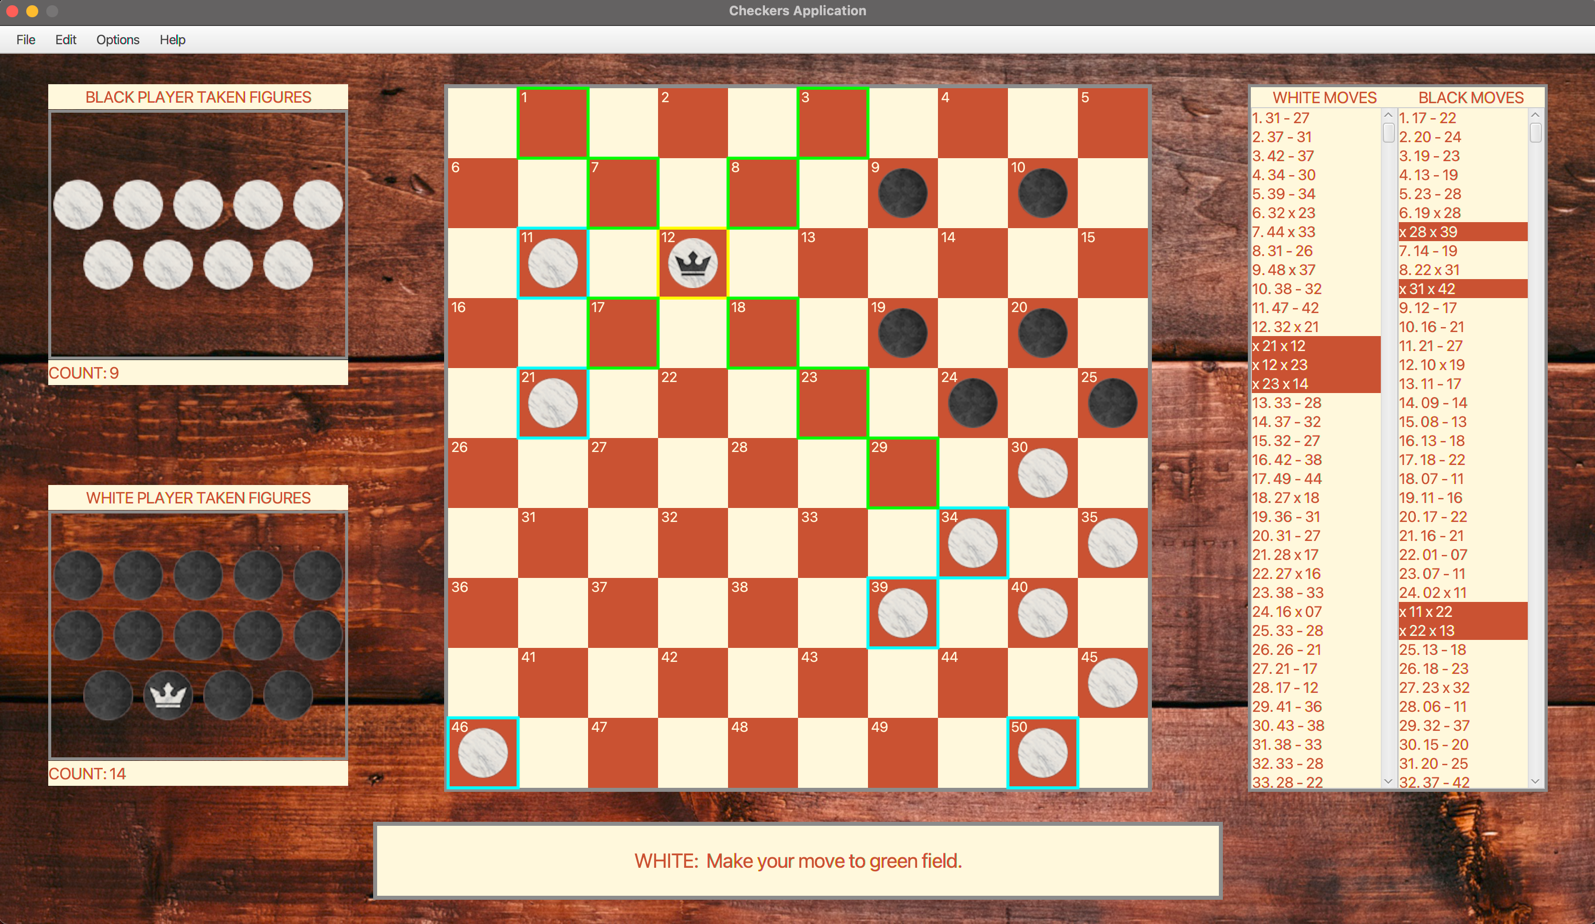 Checkers Application
File Edit Options Help
BLACK PLAYER TAKEN FIGURES
COUNT: 9
WHITE PLAYER TAKEN FIGURES
COUNT: 14
1 2 3 4 5
6 7 8 9 10
11 12 13 14 15
16 17 18 19 20
21 22 23 24 25
26 27 28 29 30
31 32 33 34 35
36 37 38 39 40
41 42 43 44 45
46 47 48 49 50
WHITE MOVES
1. 31 - 27
2. 37 - 31
3. 42 - 37
4. 34 - 30
5. 39 - 34
6. 32 x 23
7. 44 x 33
8. 31 - 26
9. 48 x 37
10. 38 - 32
11. 47 - 42
12. 32 x 21
x 21 x 12
x 12 x 23
x 23 x 14
13. 33 - 28
14. 37 - 32
15. 32 - 27
16. 42 - 38
17. 49 - 44
18. 27 x 18
19. 36 - 31
20. 31 - 27
21. 28 x 17
22. 27 x 16
23. 38 - 33
24. 16 x 07
25. 33 - 28
26. 26 - 21
27. 21 - 17
28. 17 - 12
29. 41 - 36
30. 43 - 38
31. 38 - 33
32. 33 - 28
33. 28 - 22
BLACK MOVES
1. 17 - 22
2. 20 - 24
3. 19 - 23
4. 13 - 19
5. 23 - 28
6. 19 x 28
x 28 x 39
7. 14 - 19
8. 22 x 31
x 31 x 42
9. 12 - 17
10. 16 - 21
11. 21 - 27
12. 10 x 19
13. 11 - 17
14. 09 - 14
15. 08 - 13
16. 13 - 18
17. 18 - 22
18. 07 - 11
19. 11 - 16
20. 17 - 22
21. 16 - 21
22. 01 - 07
23. 07 - 11
24. 02 x 11
x 11 x 22
x 22 x 13
25. 13 - 18
26. 18 - 23
27. 23 x 32
28. 06 - 11
29. 32 - 37
30. 15 - 20
31. 20 - 25
32. 37 - 42
WHITE: Make your move to green field.